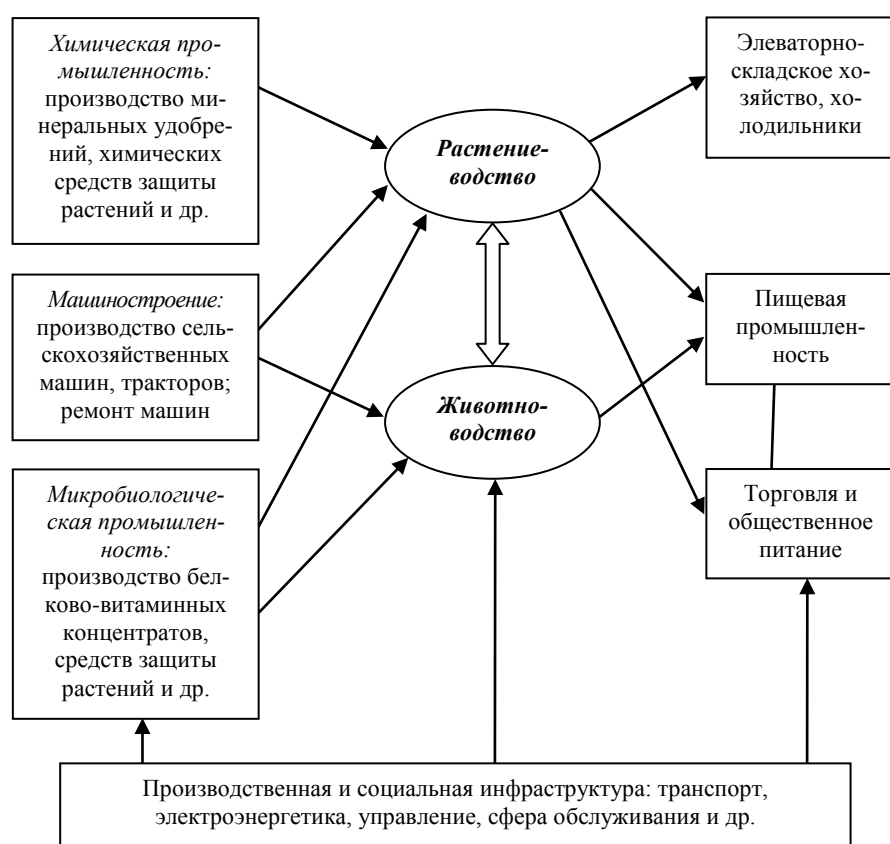 Химическая про-
мышленность:
производство ми-
неральных удобре-
ний, химических
средств защиты
растений и др.
Элеваторно-
складское хо-
зяйство, хо-
лодильники
Растение-
водство
Машиностроение:
производство сель-
скохозяйственных
машин, тракторов;
ремонт машин
Пищевая
промышлен-
ность
Животно-
водство
Микробиологиче-
ская промышлен-
ность:
производство бел-
ково-витаминных
концентратов,
средств защиты
растений и др.
Торговля и
общественное
питание
Производственная и социальная инфраструктура: транспорт,
электроэнергетика, управление, сфера обслуживания и др.